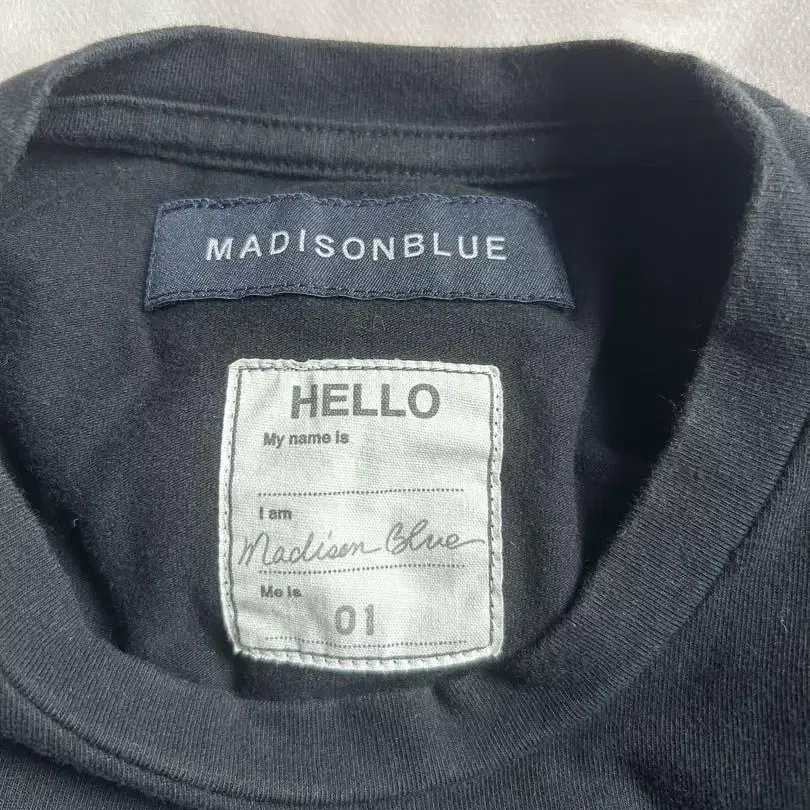 MADISONBLUE
HELLO
My name is
I am
Madison Blue
Me is
01